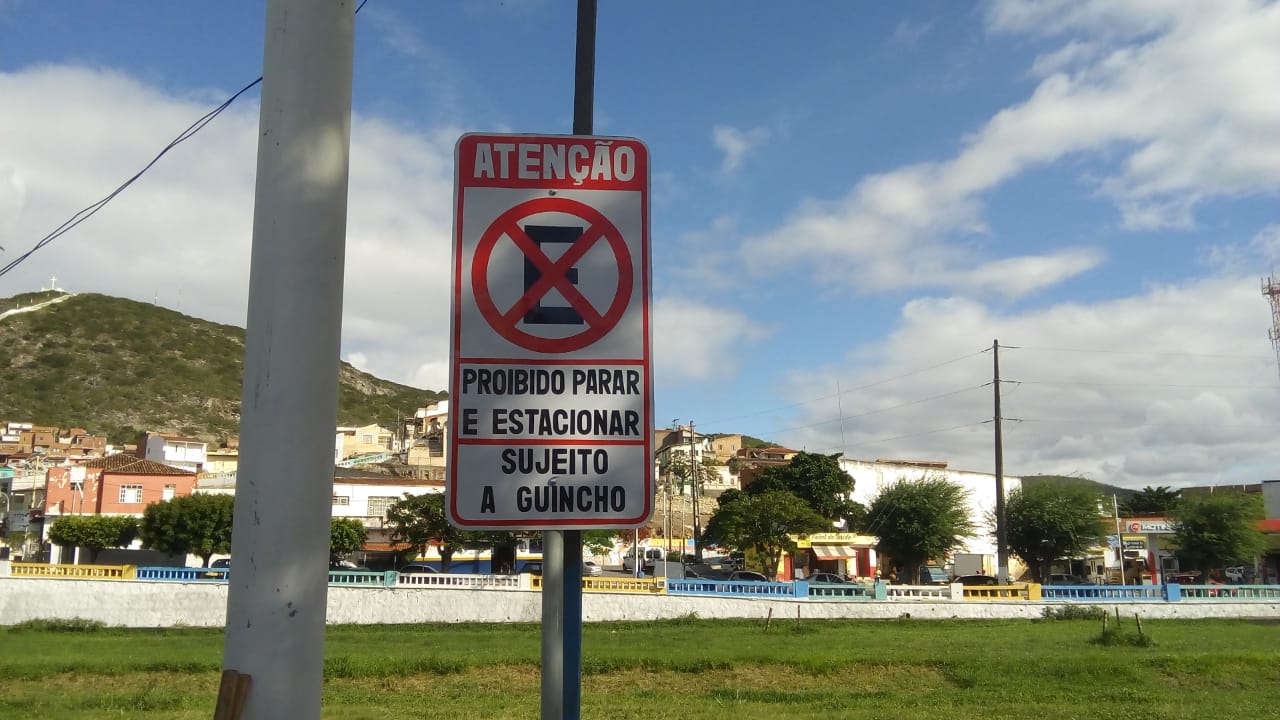 ATENÇÃO
E
PROIBIDO PARAR
E ESTACIONAR
SUJEITO
A GUINCHO